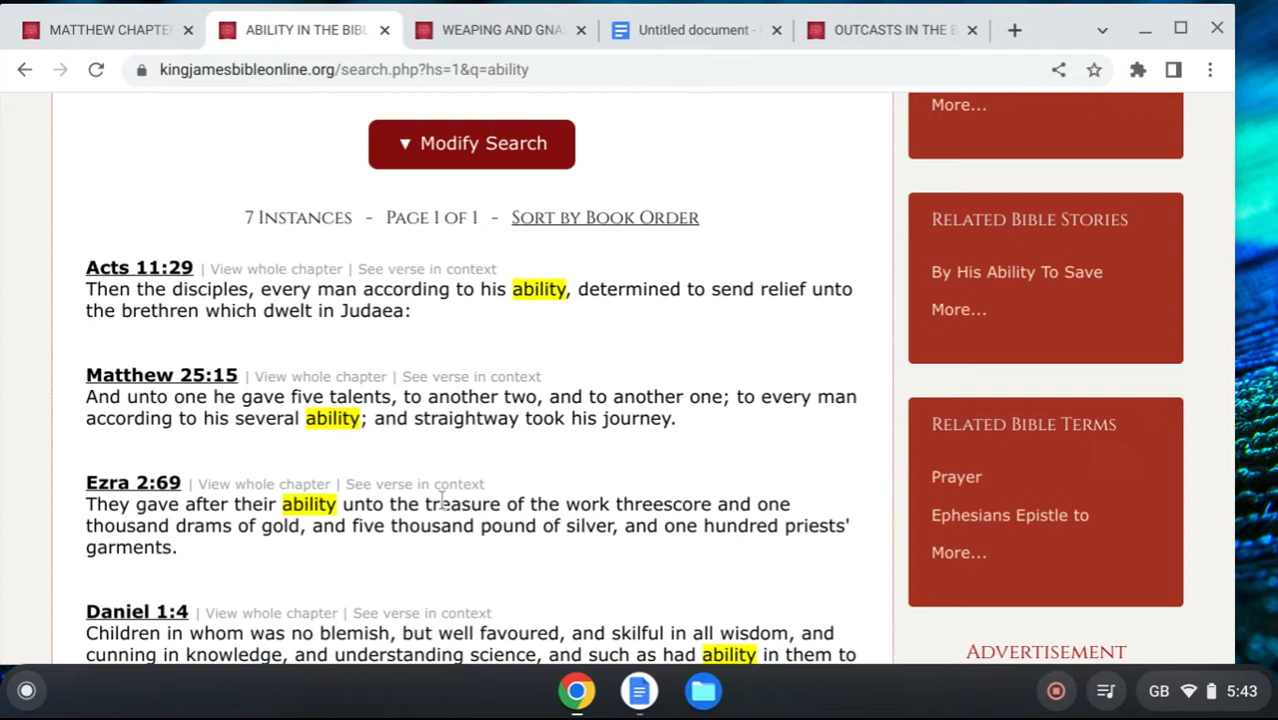 MATTHEW CHAPTE
ABILITY IN THE BIBL
WEAPING AND GNA
Untitled document -
OUTCASTS IN THE B
kingjamesbibleonline.org/search.php?hs=1&q=ability
More...
▼ Modify Search
7 Instances - Page 1 of 1 - Sort by Book Order
Acts 11:29 | View whole chapter | See verse in context
Then the disciples, every man according to his ability, determined to send relief unto
the brethren which dwelt in Judaea:
Matthew 25:15 | View whole chapter | See verse in context
And unto one he gave five talents, to another two, and to another one; to every man
according to his several ability; and straightway took his journey.
Ezra 2:69 | View whole chapter | See verse in context
They gave after their ability unto the treasure of the work threescore and one
thousand drams of gold, and five thousand pound of silver, and one hundred priests'
garments.
Daniel 1:4 | View whole chapter | See verse in context
Children in whom was no blemish, but well favoured, and skilful in all wisdom, and
cunning in knowledge, and understanding science, and such as had ability in them to
Related Bible Stories
By His Ability To Save
More...
Related Bible Terms
Prayer
Ephesians Epistle to
More...
Advertisement
GB 5:43